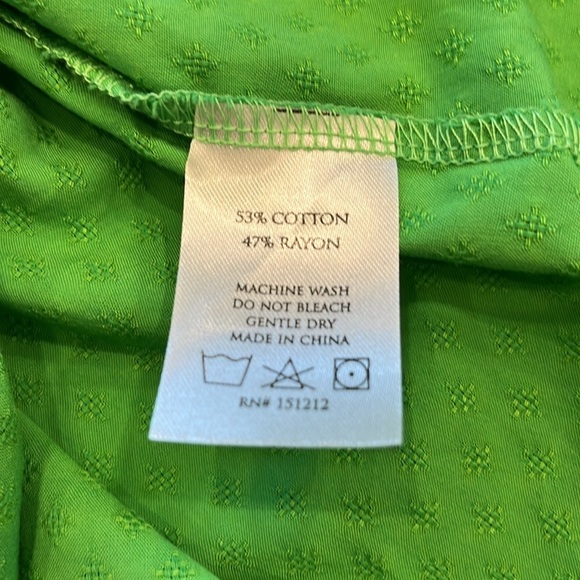 53% COTTON
47% RAYON
MACHINE WASH
DO NOT BLEACH
GENTLE DRY
MADE IN CHINA
RN# 151212